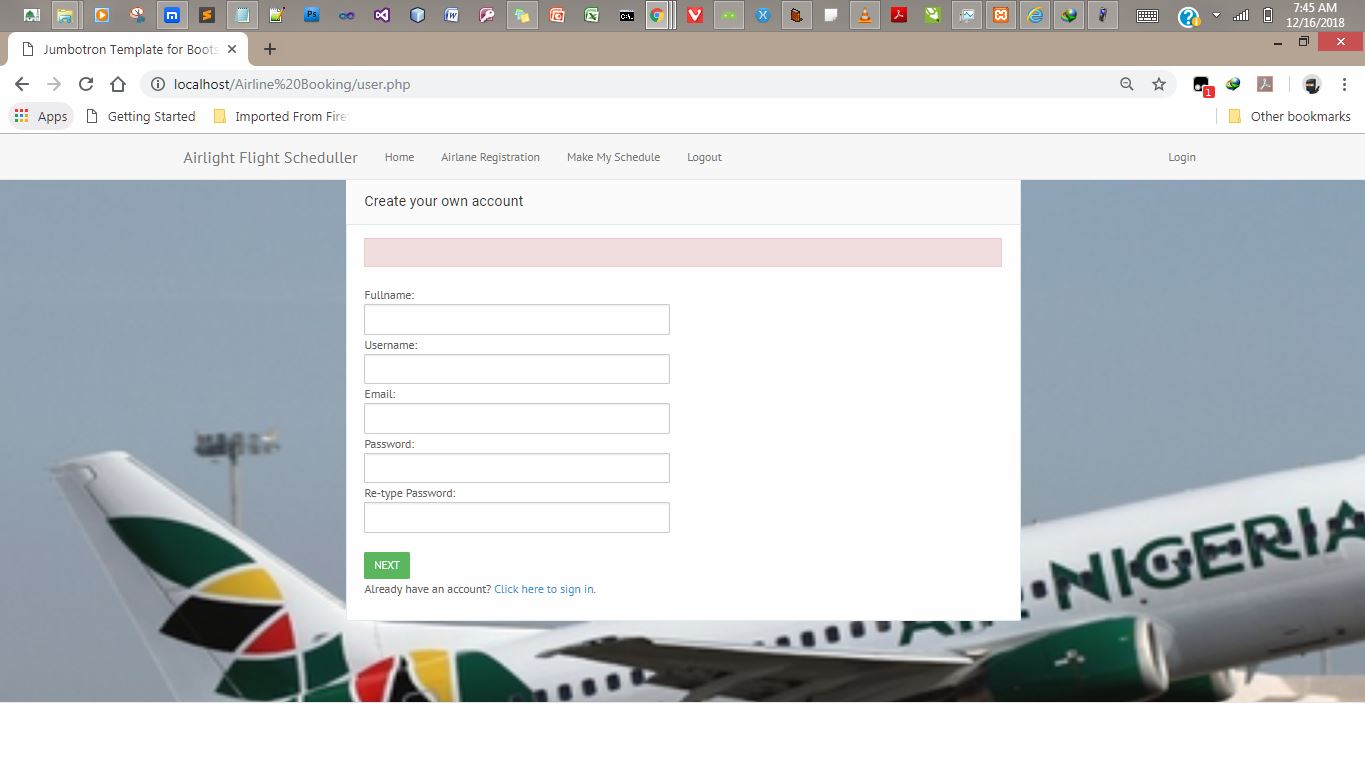 7:45 AM
12/16/2018
Jumbotron Template for Boots
localhost/Airline%20Booking/user.php
1
Apps
Getting Started
Imported From Fire
Other bookmarks
Airlight Flight Scheduller
Home
Airlane Registration
Make My Schedule
Logout
Login
Create your own account
Fullname:
Username:
Email:
Password:
Re-type Password:
NEXT
Already have an account? Click here to sign in.
AIR NIGERIA